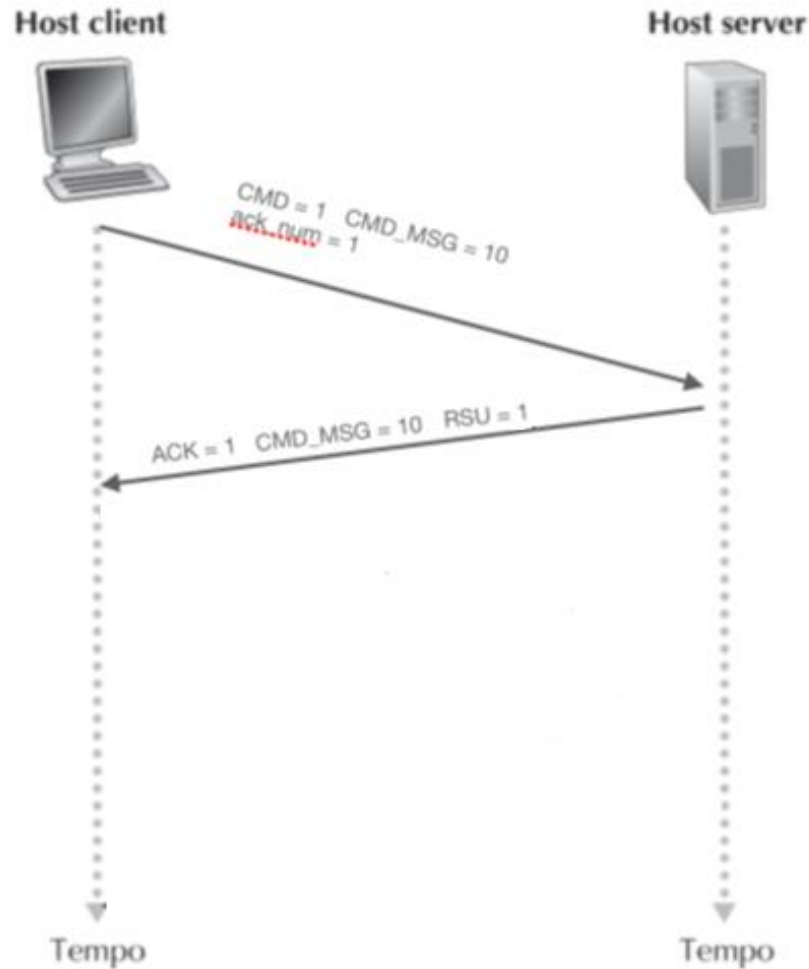 Host client
Host server
CMD = 1 CMD_MSG = 10
ack_num = 1
ACK = 1 CMD_MSG = 10 RSU = 1
Tempo
Tempo